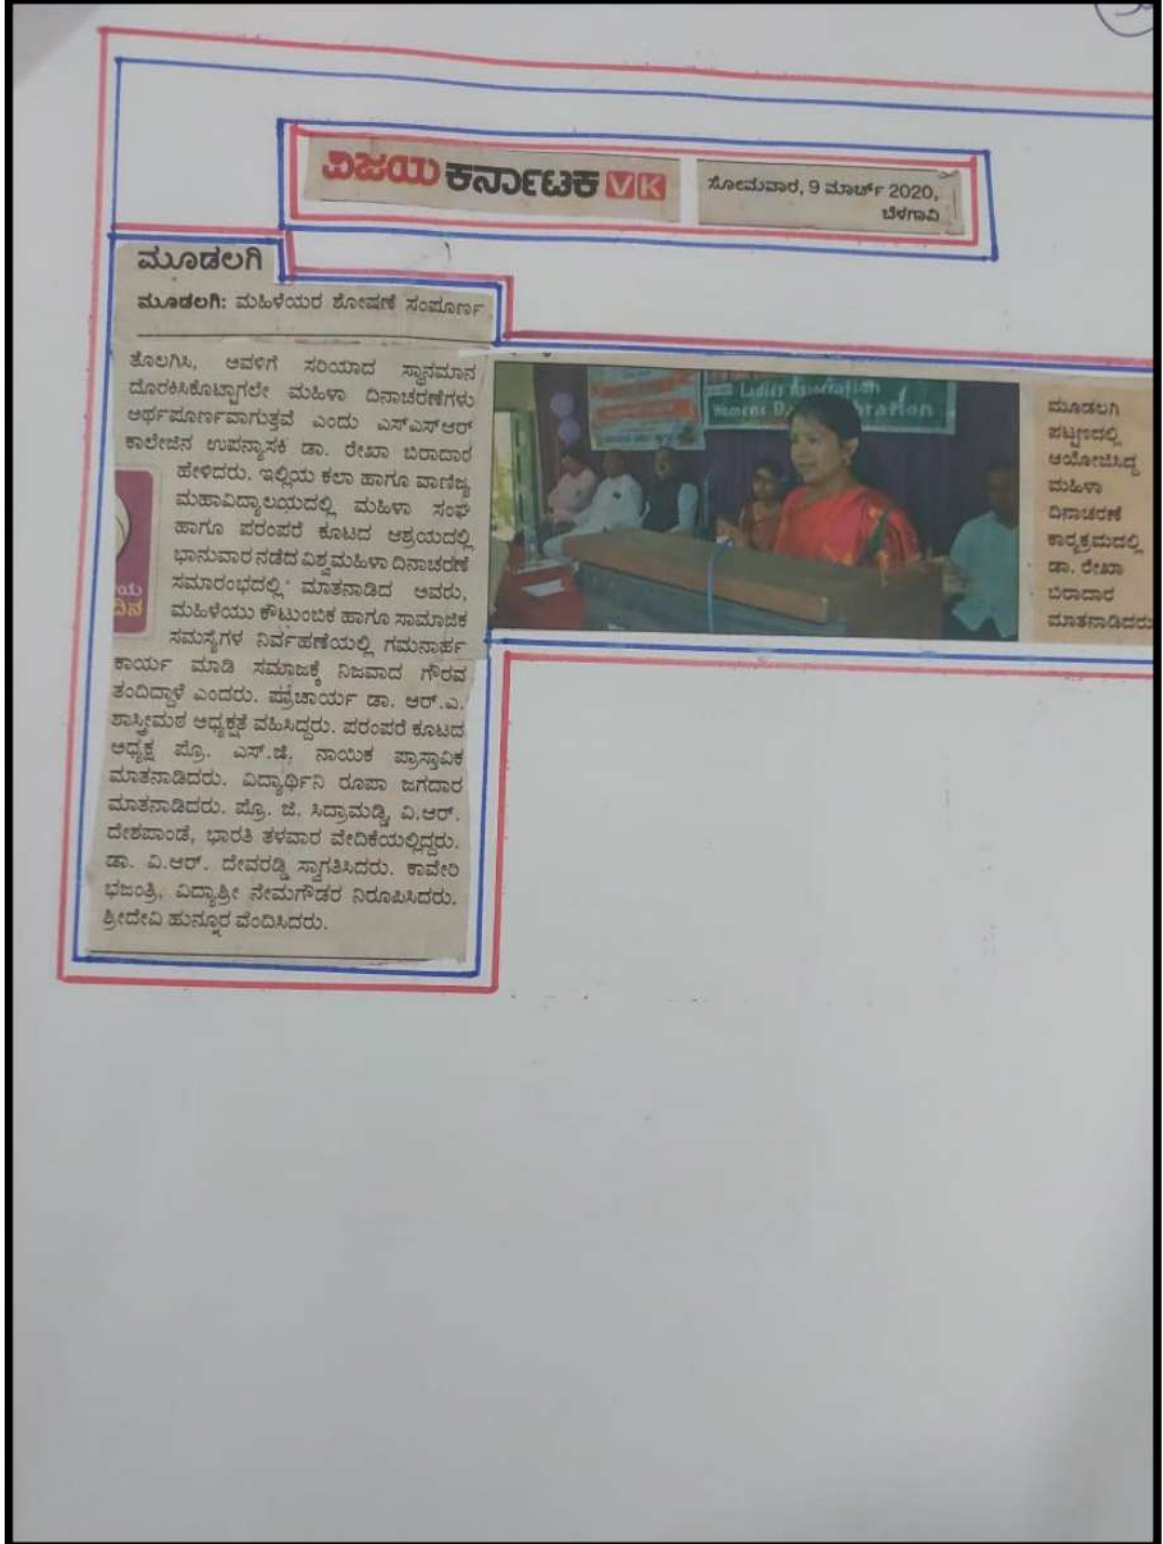 ವಿಜಯ ಕರ್ನಾಟಕ VK
ಸೋಮವಾರ, 9 ಮಾರ್ಚ್ 2020,
ಬೆಳಗಾವಿ
ಮೂಡಲಗಿ
ಮೂಡಲಗಿ: ಮಹಿಳೆಯರ ಶೋಷಣೆ ಸಂಪೂರ್ಣ
ತೊಲಗಿಸಿ, ಅವಳಿಗೆ ಸರಿಯಾದ ಸ್ಥಾನಮಾನ
ದೊರಕಿಸಿಕೊಟ್ಟಾಗಲೇ ಮಹಿಳಾ ದಿನಾಚರಣೆಗಳು
ಅರ್ಥಪೂರ್ಣವಾಗುತ್ತವೆ ಎಂದು ಎಸ್‌ಎಸ್‌ಆರ್
ಕಾಲೇಜಿನ ಉಪನ್ಯಾಸಕಿ ಡಾ. ರೇಖಾ ಬಿರಾದಾರ
ಹೇಳಿದರು. ಇಲ್ಲಿಯ ಕಲಾ ಹಾಗೂ ವಾಣಿಜ್ಯ
ಮಹಾವಿದ್ಯಾಲಯದಲ್ಲಿ ಮಹಿಳಾ ಸಂಘ
ಹಾಗೂ ಪರಂಪರೆ ಕೂಟದ ಆಶ್ರಯದಲ್ಲಿ
ಭಾನುವಾರ ನಡೆದ ವಿಶ್ವ ಮಹಿಳಾ ದಿನಾಚರಣೆ
ಸಮಾರಂಭದಲ್ಲಿ ಮಾತನಾಡಿದ ಅವರು,
ಮಹಿಳೆಯು ಕೌಟುಂಬಿಕ ಹಾಗೂ ಸಾಮಾಜಿಕ
ಸಮಸ್ಯೆಗಳ ನಿರ್ವಹಣೆಯಲ್ಲಿ ಗಮನಾರ್ಹ
ಕಾರ್ಯ ಮಾಡಿ ಸಮಾಜಕ್ಕೆ ನಿಜವಾದ ಗೌರವ
ತಂದಿದ್ದಾಳೆ ಎಂದರು. ಪ್ರಾಚಾರ್ಯ ಡಾ. ಆರ್.ಎ.
ಶಾಸ್ತ್ರೀಮಠ ಅಧ್ಯಕ್ಷತೆ ವಹಿಸಿದ್ದರು. ಪರಂಪರೆ ಕೂಟದ
ಅಧ್ಯಕ್ಷ ಪ್ರೊ. ಎಸ್.ಜಿ. ನಾಯಿಕ ಪ್ರಾಸ್ತಾವಿಕ
ಮಾತನಾಡಿದರು. ವಿದ್ಯಾರ್ಥಿನಿ ರೂಪಾ ಜಗದಾರ
ಮಾತನಾಡಿದರು. ಪ್ರೊ. ಜಿ. ಸಿದ್ರಾಮಡ್ಡಿ, ವಿ.ಆರ್.
ದೇಶಪಾಂಡೆ, ಭಾರತಿ ತಳವಾರ ವೇದಿಕೆಯಲ್ಲಿದ್ದರು.
ಡಾ. ವಿ.ಆರ್. ದೇವರಡ್ಡಿ ಸ್ವಾಗತಿಸಿದರು. ಕಾವೇರಿ
ಭಜಂತ್ರಿ, ವಿದ್ಯಾಶ್ರೀ ನೇಮಗೌಡರ ನಿರೂಪಿಸಿದರು.
ಶ್ರೀದೇವಿ ಹುನ್ನೂರ ವಂದಿಸಿದರು.
Ladies Association
Womens
ಮೂಡಲಗಿ
ಪಟ್ಟಣದಲ್ಲಿ
ಆಯೋಜಿಸಿದ್ದ
ಮಹಿಳಾ
ದಿನಾಚರಣೆ
ಕಾರ್ಯಕ್ರಮದಲ್ಲಿ
ಡಾ. ರೇಖಾ
ಬಿರಾದಾರ
ಮಾತನಾಡಿದರು